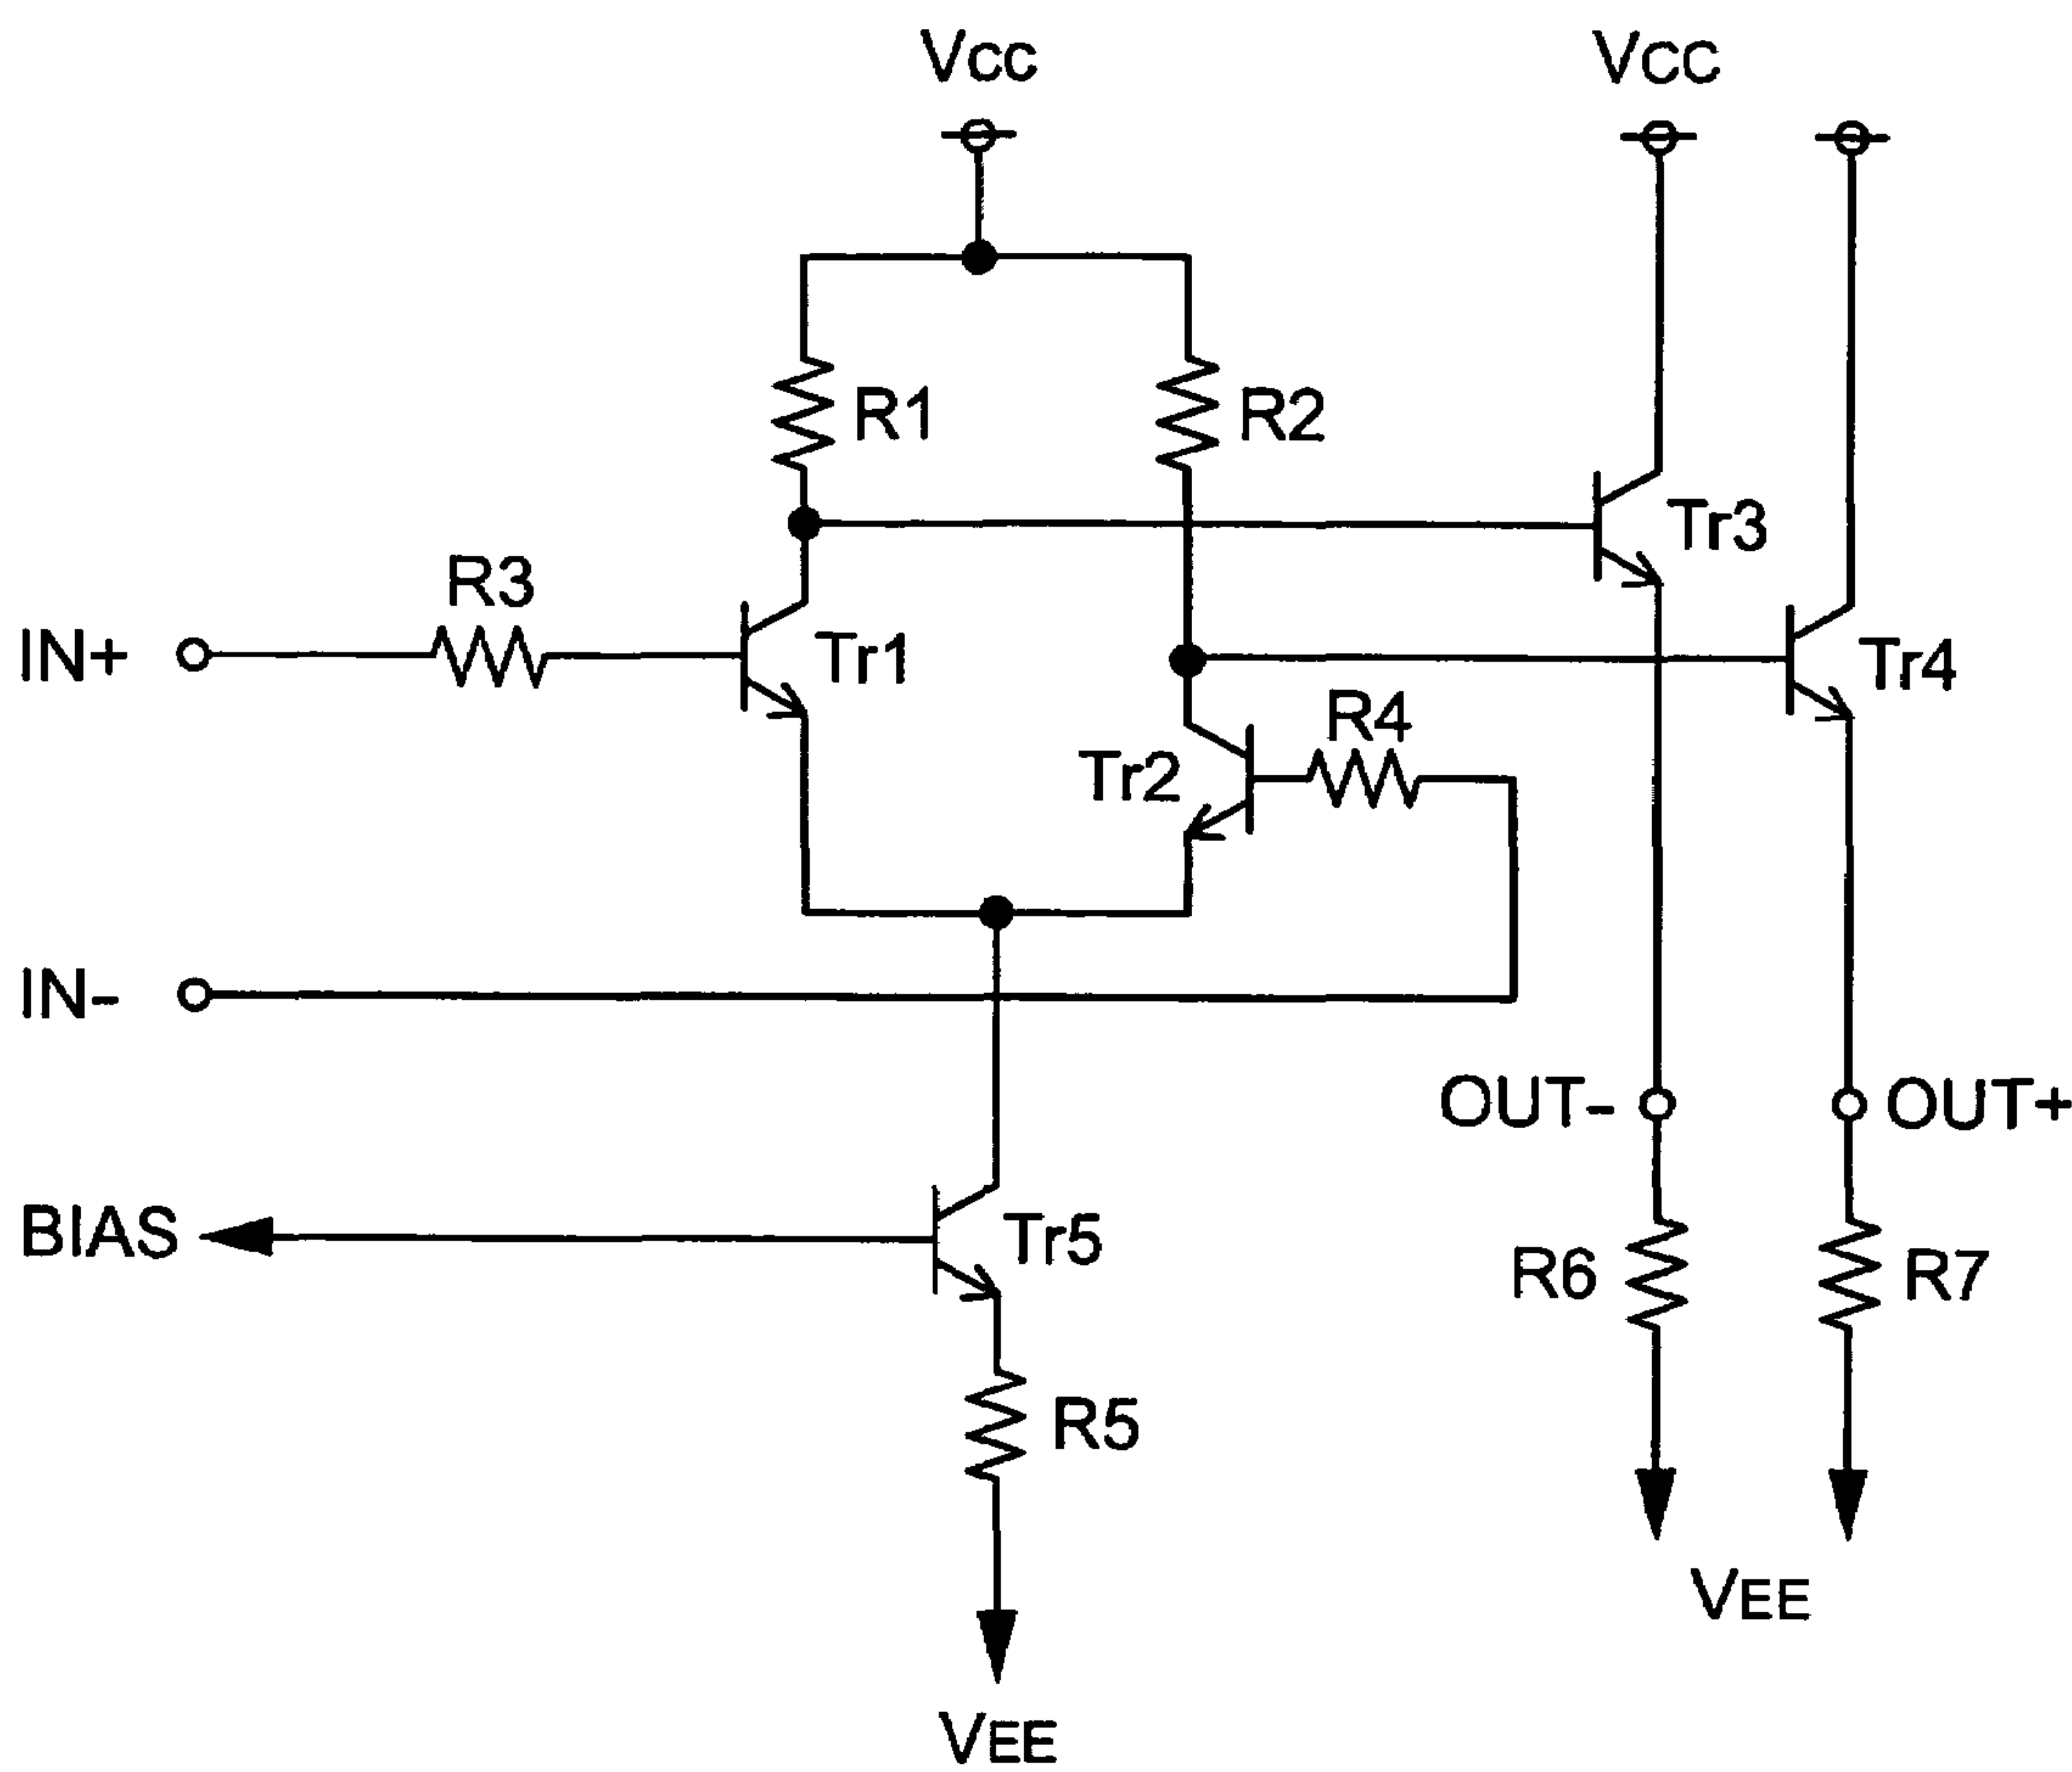 Vcc
VCC
R1
R2
Tr3
R3
IN+
Tr1
Tr4
R4
Tr2
IN-
OUT-
OUT+
BIAS
Tr5
R6
R7
R5
VEE
VEE